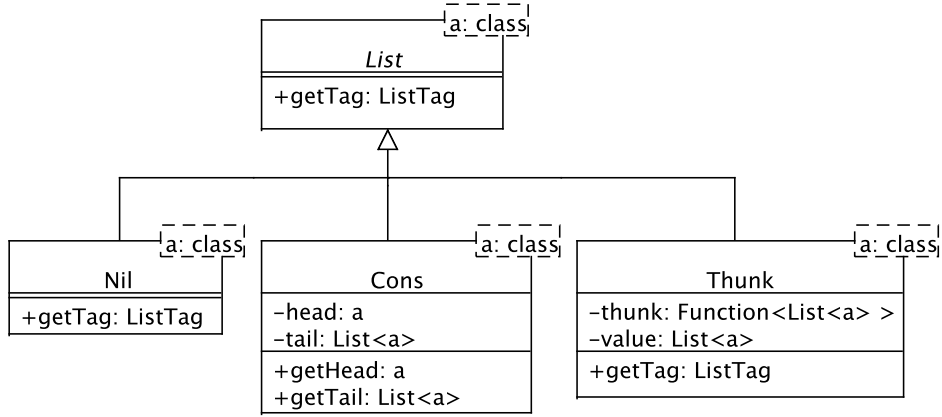 a: class
List
+getTag: ListTag
a: class
Nil
+getTag: ListTag
a: class
Cons
-head: a
-tail: List<a>
+getHead: a
+getTail: List<a>
a: class
Thunk
-thunk: Function<List<a> >
-value: List<a>
+getTag: ListTag